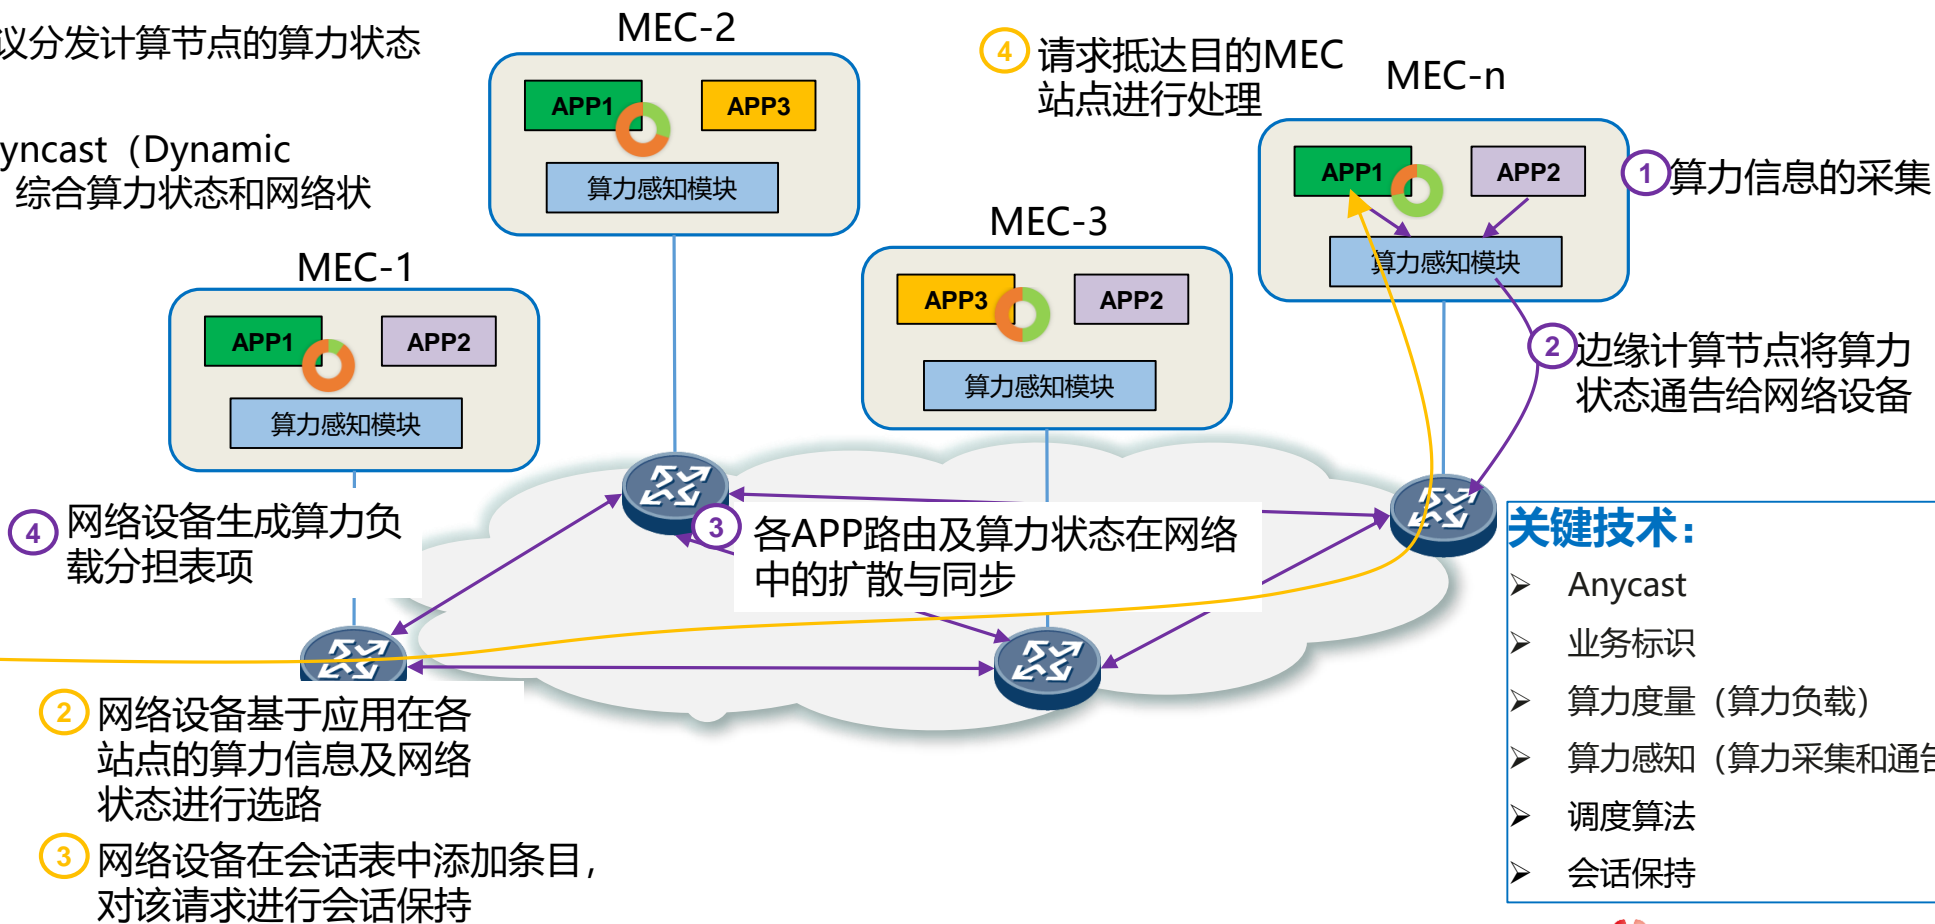 议分发计算节点的算力状态
yncast（Dynamic
综合算力状态和网络状
MEC-2
APP1
APP3
算力感知模块
4
请求抵达目的MEC
站点进行处理
MEC-n
APP1
APP2
算力感知模块
1
算力信息的采集
MEC-1
APP1
APP2
算力感知模块
MEC-3
APP3
APP2
算力感知模块
2
边缘计算节点将算力
状态通告给网络设备
4
网络设备生成算力负
载分担表项
3
各APP路由及算力状态在网络
中的扩散与同步
2
网络设备基于应用在各
站点的算力信息及网络
状态进行选路
3
网络设备在会话表中添加条目，
对该请求进行会话保持
关键技术：
➢ Anycast
➢ 业务标识
➢ 算力度量（算力负载）
➢ 算力感知（算力采集和通告
➢ 调度算法
➢ 会话保持